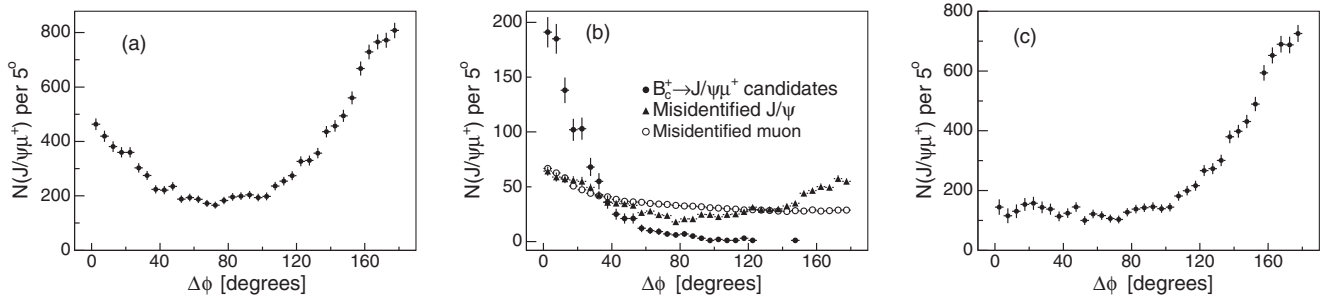 (a)
N(J/ψμ⁺) per 5°
800
600
400
200
0
0 40 80 120 160
Δϕ [degrees]
(b)
N(J/ψμ⁺) per 5°
200
150
100
50
0
B_c⁺→J/ψμ⁺ candidates
Misidentified J/ψ
Misidentified muon
0 40 80 120 160
Δϕ [degrees]
(c)
N(J/ψμ⁺) per 5°
800
600
400
200
0
0 40 80 120 160
Δϕ [degrees]